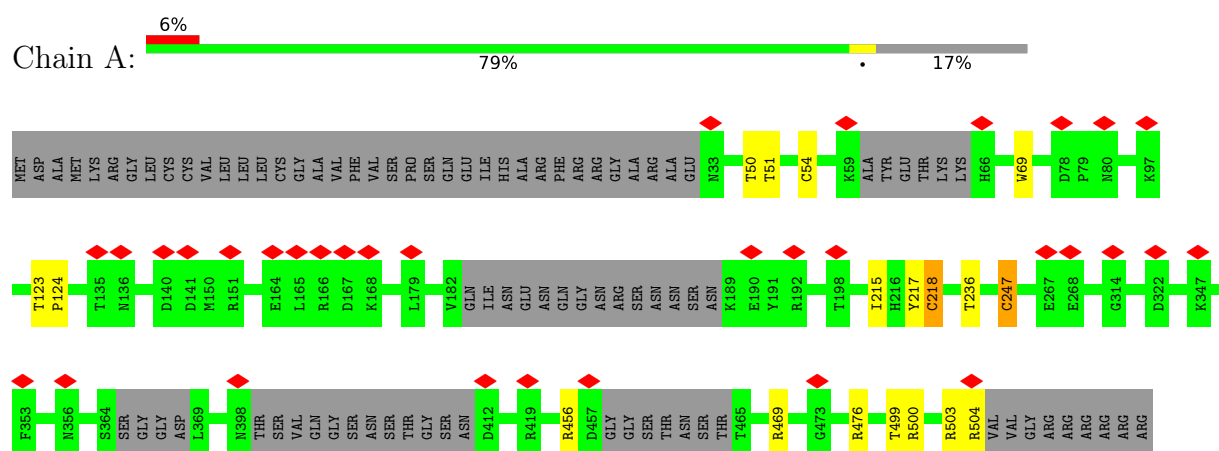 6%
Chain A:
79% • 17%
MET ASP ALA MET LYS ARG GLY LEU CYS CYS VAL LEU LEU LEU CYS GLY ALA VAL PHE VAL SER PRO SER GLN GLU ILE HIS ALA ARG PHE ARG ARG GLY ALA ARG ALA GLU N33 T50 T51 C54 K59 ALA TYR GLU THR LYS LYS H66 W69 D78 P79 N80 K97
T123 P124 T135 N136 D140 D141 M150 R151 E164 L165 R166 D167 K168 L179 V182 GLN ILE ASN GLU ASN GLN GLY ASN ARG SER ASN ASN SER ASN K189 E190 Y191 R192 T198 I215 H216 Y217 C218 T236 C247 E267 E268 G314 D322 K347
F353 N356 S364 SER GLY GLY ASP L369 N398 THR SER VAL GLN GLY SER ASN SER THR GLY SER ASN D412 R419 R456 D457 GLY GLY SER THR ASN SER THR T465 R469 G473 R476 T499 R500 R503 R504 VAL VAL GLY ARG ARG ARG ARG ARG ARG